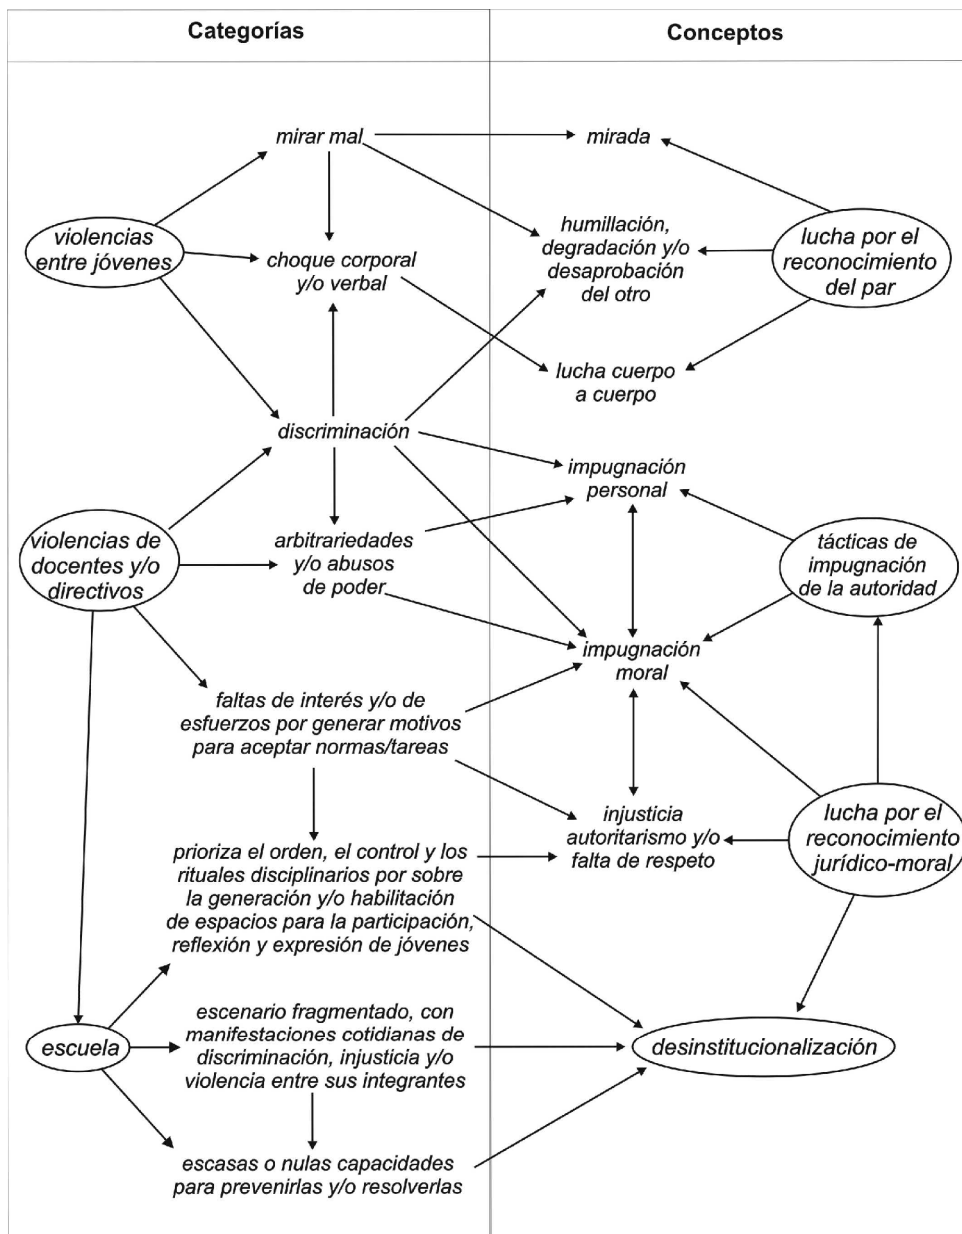 Categorías
Conceptos
mirar mal
mirada
violencias
entre jóvenes
choque corporal
y/o verbal
humillación,
degradación y/o
desaprobación
del otro
lucha por el
reconocimiento
del par
lucha cuerpo
a cuerpo
discriminación
impugnación
personal
violencias de
docentes y/o
directivos
arbitrariedades
y/o abusos
de poder
tácticas de
impugnación
de la autoridad
impugnación
moral
faltas de interés y/o de
esfuerzos por generar motivos
para aceptar normas/tareas
injusticia
autoritarismo y/o
falta de respeto
lucha por el
reconocimiento
jurídico-moral
prioriza el orden, el control y los
rituales disciplinarios por sobre
la generación y/o habilitación
de espacios para la participación,
reflexión y expresión de jóvenes
escuela
escenario fragmentado, con
manifestaciones cotidianas de
discriminación, injusticia y/o
violencia entre sus integrantes
desinstitucionalización
escasas o nulas capacidades
para prevenirlas y/o resolverlas